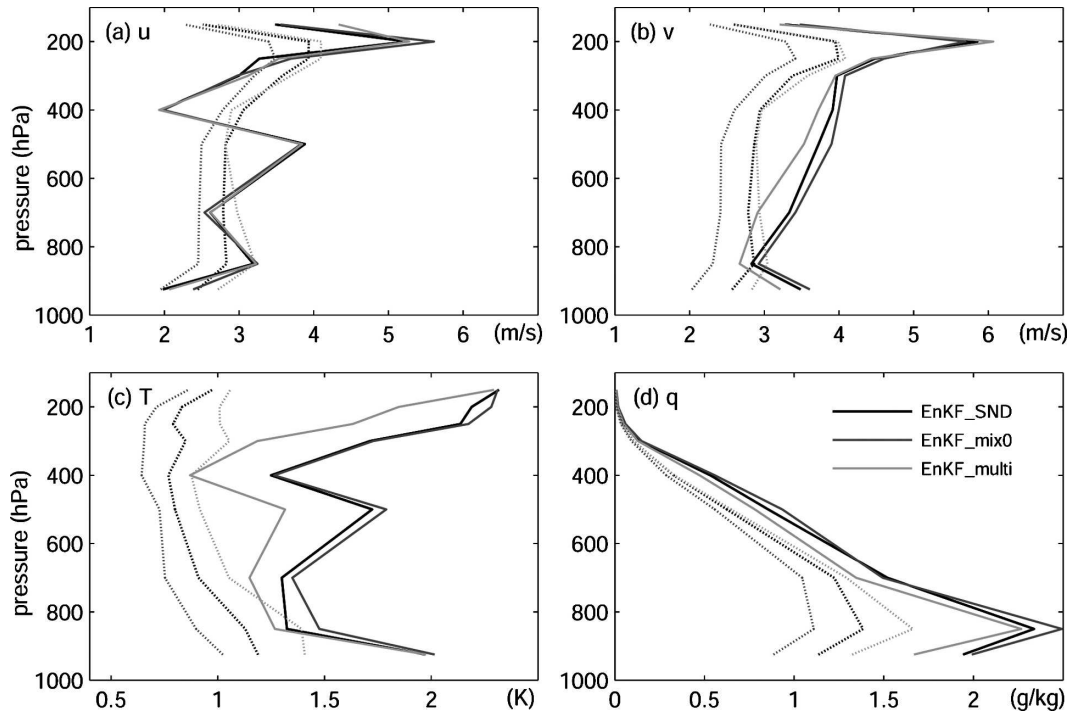 (a) u
(b) v
200
400
600
800
1000
pressure (hPa)
1 2 3 4 5 6 (m/s)
200
400
600
800
1000
1 2 3 4 5 6 (m/s)
(c) T
(d) q
200
400
600
800
1000
pressure (hPa)
0.5 1 1.5 2 (K)
200
400
600
800
1000
0 0.5 1 1.5 2 (g/kg)
EnKF_SND
EnKF_mix0
EnKF_multi